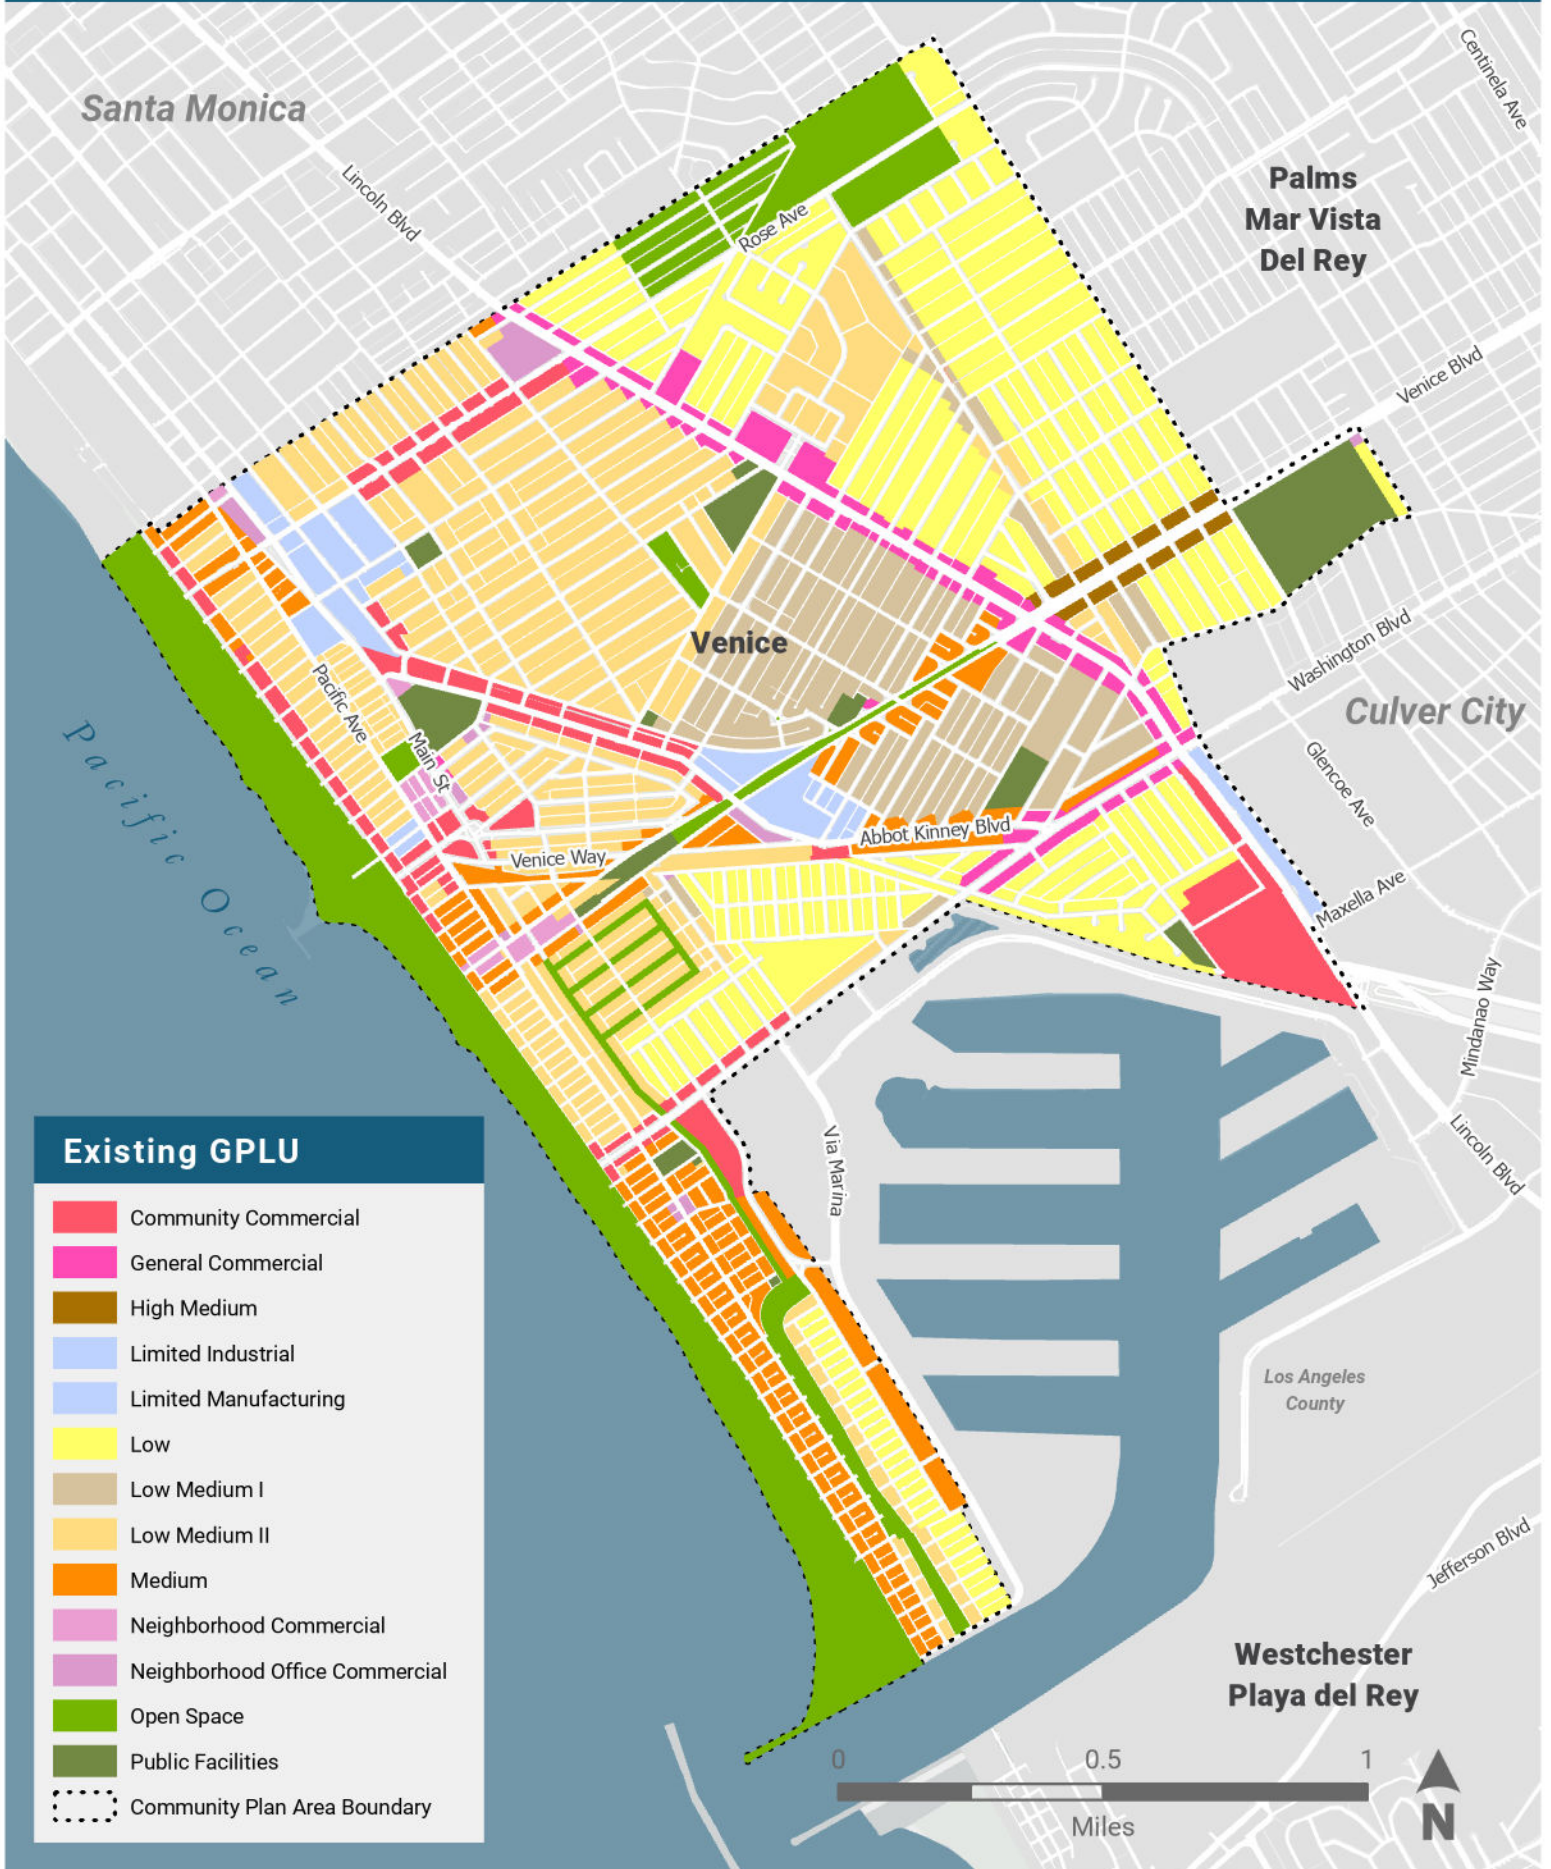 Santa Monica
Centinela Ave
Lincoln Blvd
Palms
Mar Vista
Del Rey
Rose Ave
Venice Blvd
Venice
Washington Blvd
Culver City
Pacific Ave
Main St
Pacific Ocean
Glencoe Ave
Abbot Kinney Blvd
Venice Way
Maxella Ave
Mindanao Way
Via Marina
Lincoln Blvd
Los Angeles
County
Jefferson Blvd
Westchester
Playa del Rey
Existing GPLU
Community Commercial
General Commercial
High Medium
Limited Industrial
Limited Manufacturing
Low
Low Medium I
Low Medium II
Medium
Neighborhood Commercial
Neighborhood Office Commercial
Open Space
Public Facilities
Community Plan Area Boundary
0 0.5 1
Miles
N